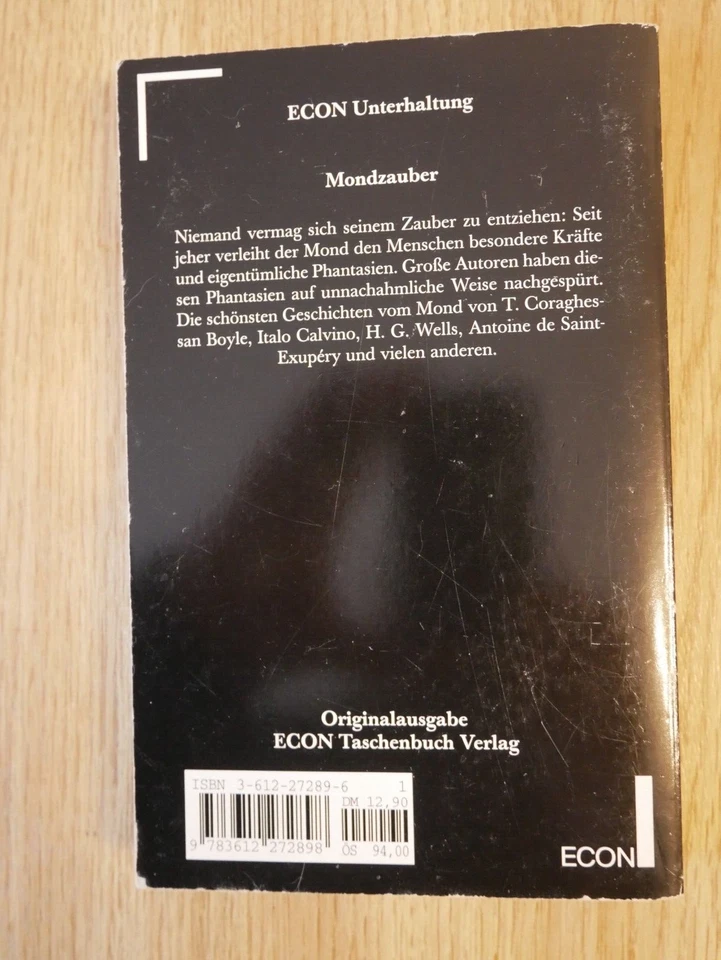 ECON Unterhaltung
Mondzauber
Niemand vermag sich seinem Zauber zu entziehen: Seit
jeher verleiht der Mond den Menschen besondere Kräfte
und eigentümliche Phantasien. Große Autoren haben die-
sen Phantasien auf unnachahmliche Weise nachgespürt.
Die schönsten Geschichten vom Mond von T. Coraghes-
san Boyle, Italo Calvino, H. G. Wells, Antoine de Saint-
Exupéry und vielen anderen.
Originalausgabe
ECON Taschenbuch Verlag
ISBN 3-612-27289-6 1
DM 12,90
9 783612 272898 ÖS 94,00
ECON